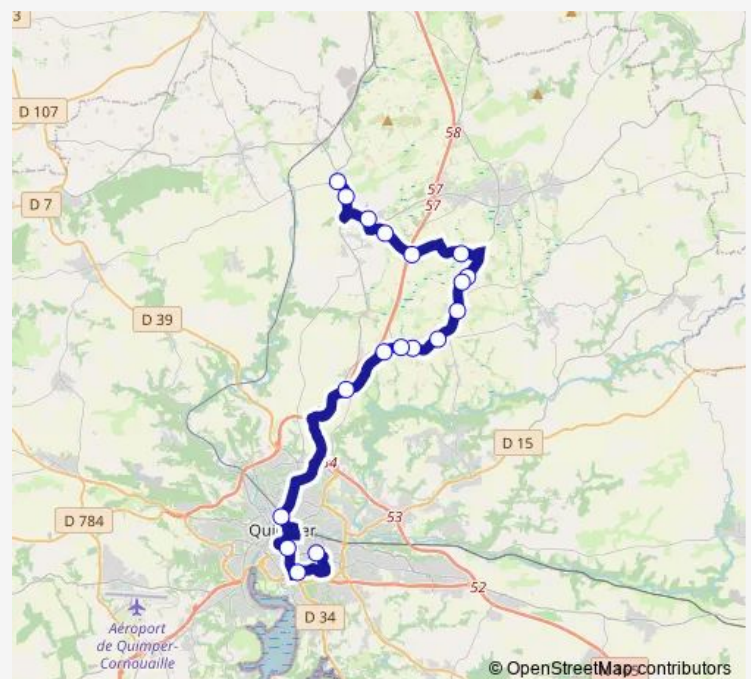 3
D 107
58
D 7
57
57
D 39
D 15
54
D 784
53
Quimper
52
D 34
Aéroport
de Quimper-
Cornouaille
© OpenStreetMap contributors